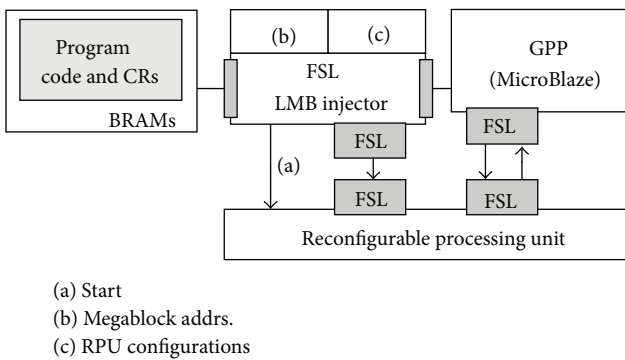 Program
code and CRs
BRAMs
(b)
(c)
FSL
LMB injector
GPP
(MicroBlaze)
FSL
FSL
(a)
FSL
FSL
Reconfigurable processing unit
(a) Start
(b) Megablock addrs.
(c) RPU configurations